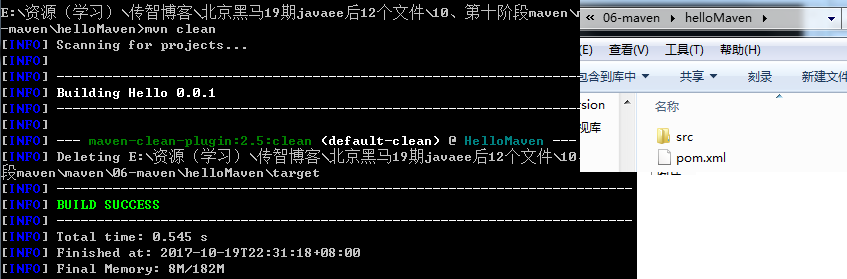 E:\资源（学习）\传智博客\北京黑马19期javaee后12个文件\10、第十阶段maven\m
-maven\helloMaven>mvn clean
[INFO] Scanning for projects...
[INFO]
[INFO] ------------------------------------------------------------------------
[INFO] Building Hello 0.0.1
[INFO] ------------------------------------------------------------------------
[INFO]
[INFO] --- maven-clean-plugin:2.5:clean (default-clean) @ HelloMaven ---
[INFO] Deleting E:\资源（学习）\传智博客\北京黑马19期javaee后12个文件\10
段maven\maven\06-maven\helloMaven\target
[INFO] ------------------------------------------------------------------------
[INFO] BUILD SUCCESS
[INFO] ------------------------------------------------------------------------
[INFO] Total time: 0.545 s
[INFO] Finished at: 2017-10-19T22:31:18+08:00
[INFO] Final Memory: 8M/182M
« 06-maven ▸ helloMaven ▸
(E) 查看(V) 工具(T) 帮助(H)
包含到库中 共享 刻录 新建文件
rsion
视库
名称
src
pom.xml